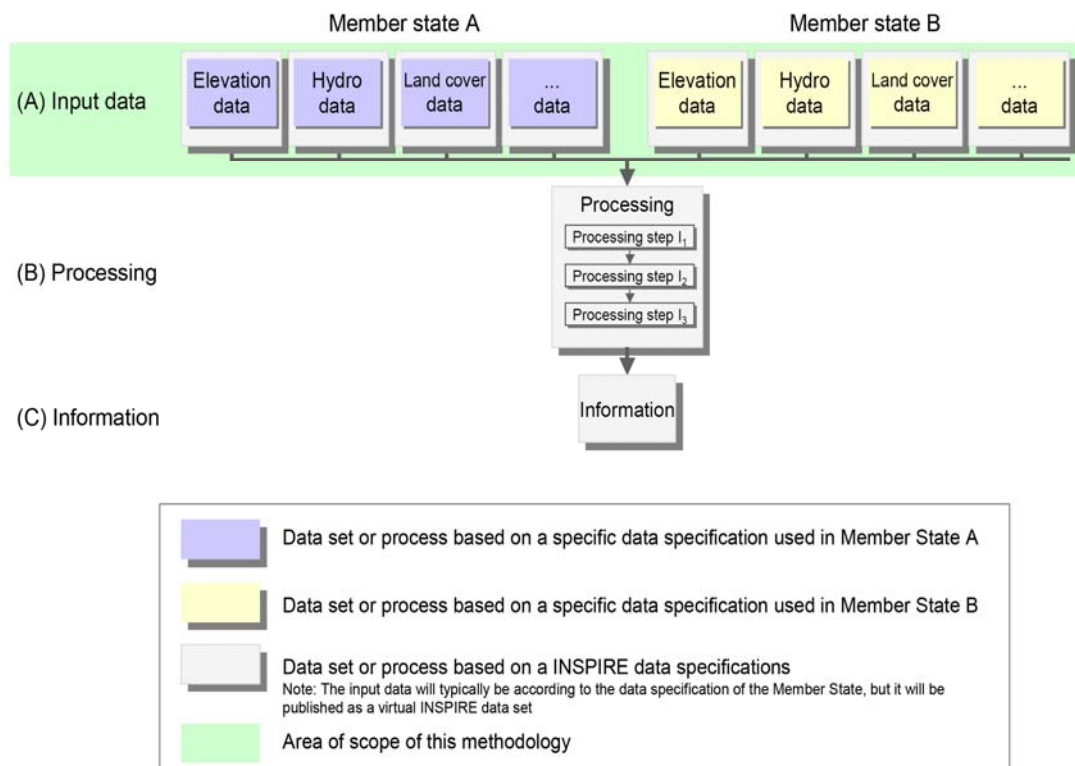 Member state A
Member state B
(A) Input data
Elevation
data
Hydro
data
Land cover
data
...
data
Elevation
data
Hydro
data
Land cover
data
...
data
Processing
Processing step I₁
Processing step I₂
Processing step I₃
(B) Processing
Information
(C) Information
Data set or process based on a specific data specification used in Member State A
Data set or process based on a specific data specification used in Member State B
Data set or process based on a INSPIRE data specifications
Note: The input data will typically be according to the data specification of the Member State, but it will be
published as a virtual INSPIRE data set
Area of scope of this methodology